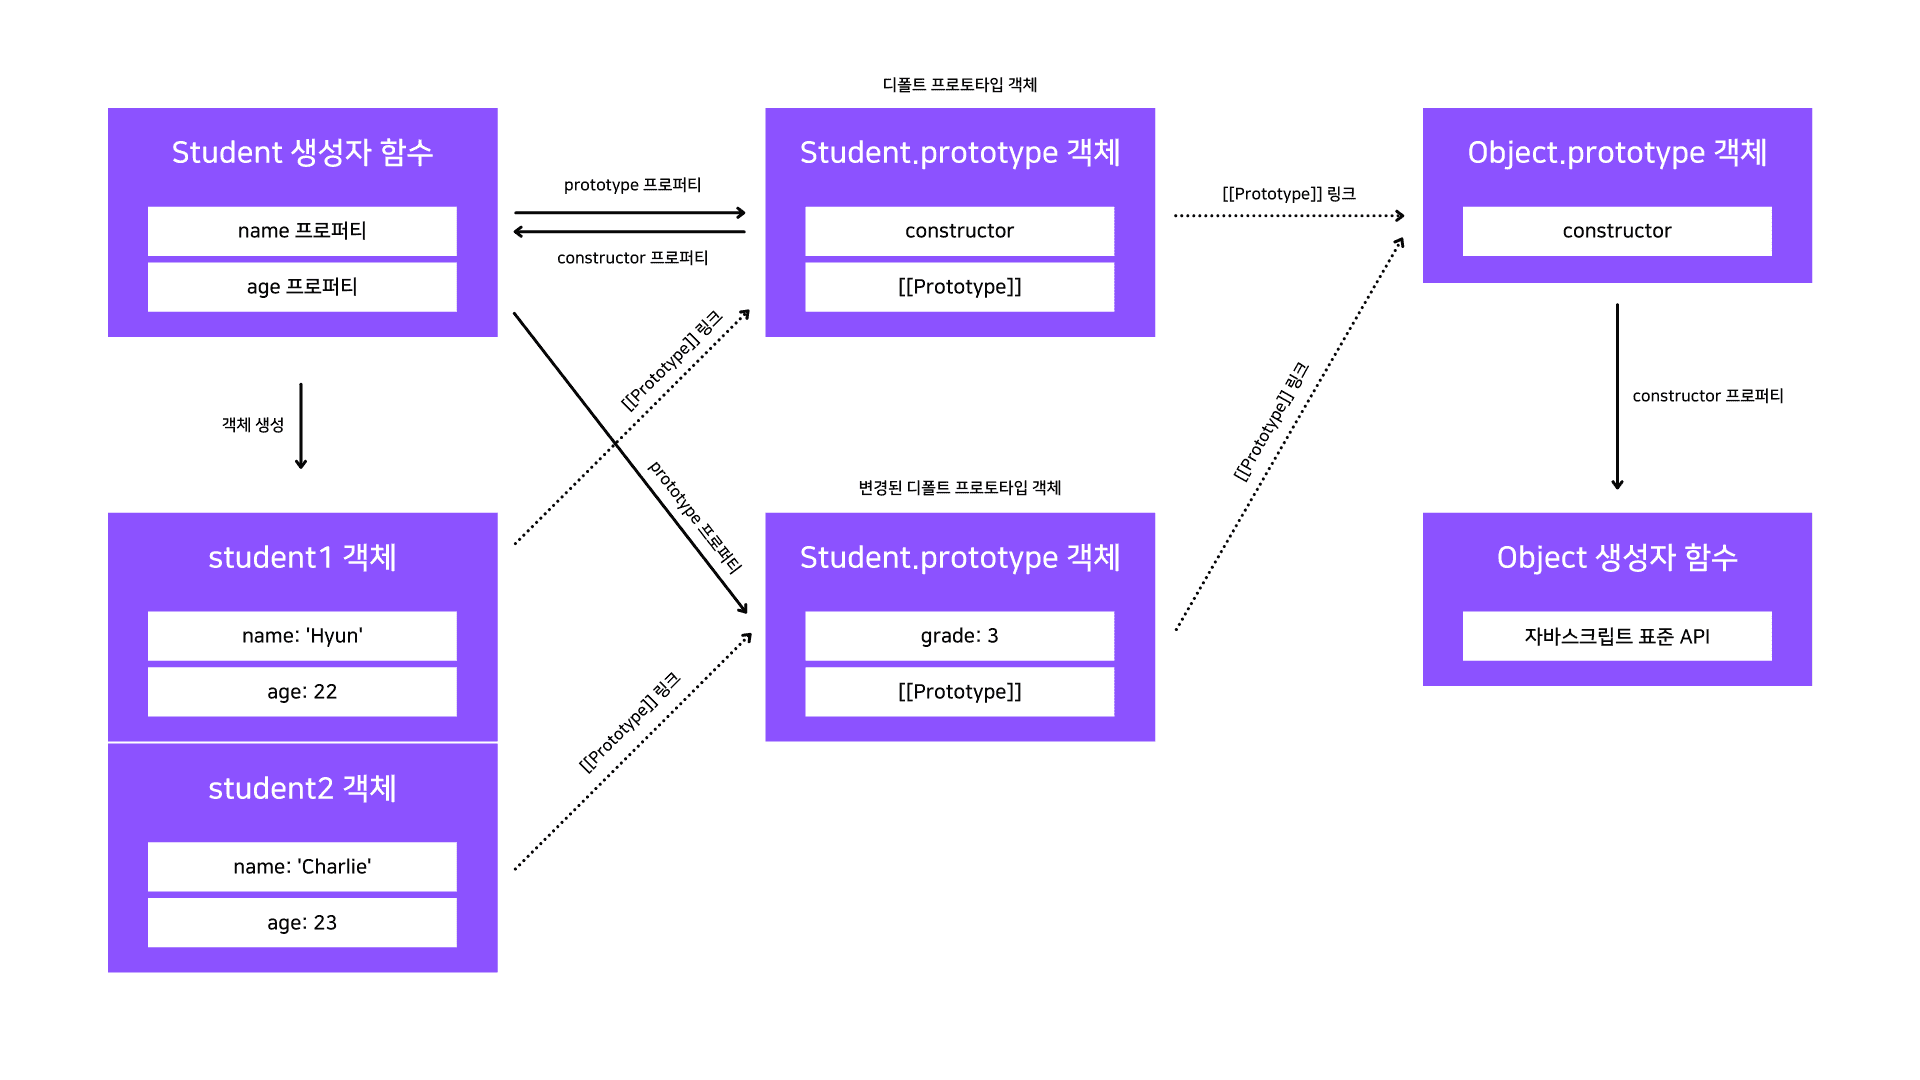 디폴트 프로토타입 객체
Student 생성자 함수
name 프로퍼티
age 프로퍼티
prototype 프로퍼티
constructor 프로퍼티
Student.prototype 객체
constructor
[[Prototype]]
[[Prototype]] 링크
Object.prototype 객체
constructor
객체 생성
[[Prototype]] 링크
prototype 프로퍼티
[[Prototype]] 링크
constructor 프로퍼티
변경된 디폴트 프로토타입 객체
student1 객체
name: 'Hyun'
age: 22
Student.prototype 객체
grade: 3
[[Prototype]]
Object 생성자 함수
자바스크립트 표준 API
[[Prototype]] 링크
student2 객체
name: 'Charlie'
age: 23